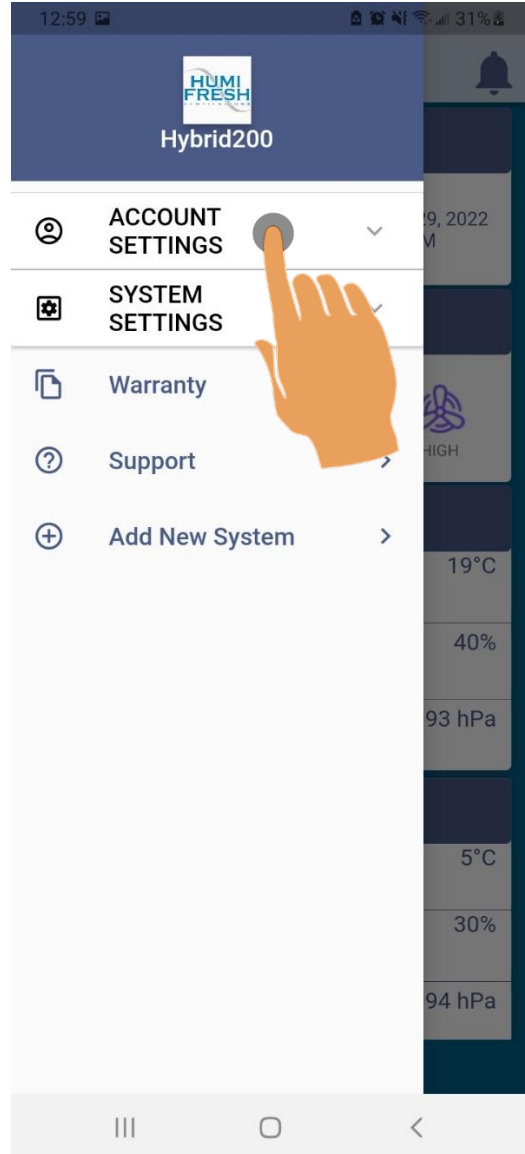 12:59
31%
HUMI
FRESH
Hybrid200
ACCOUNT
SETTINGS
SYSTEM
SETTINGS
Warranty
Support
Add New System
2022
HIGH
19°C
40%
93 hPa
5°C
30%
94 hPa